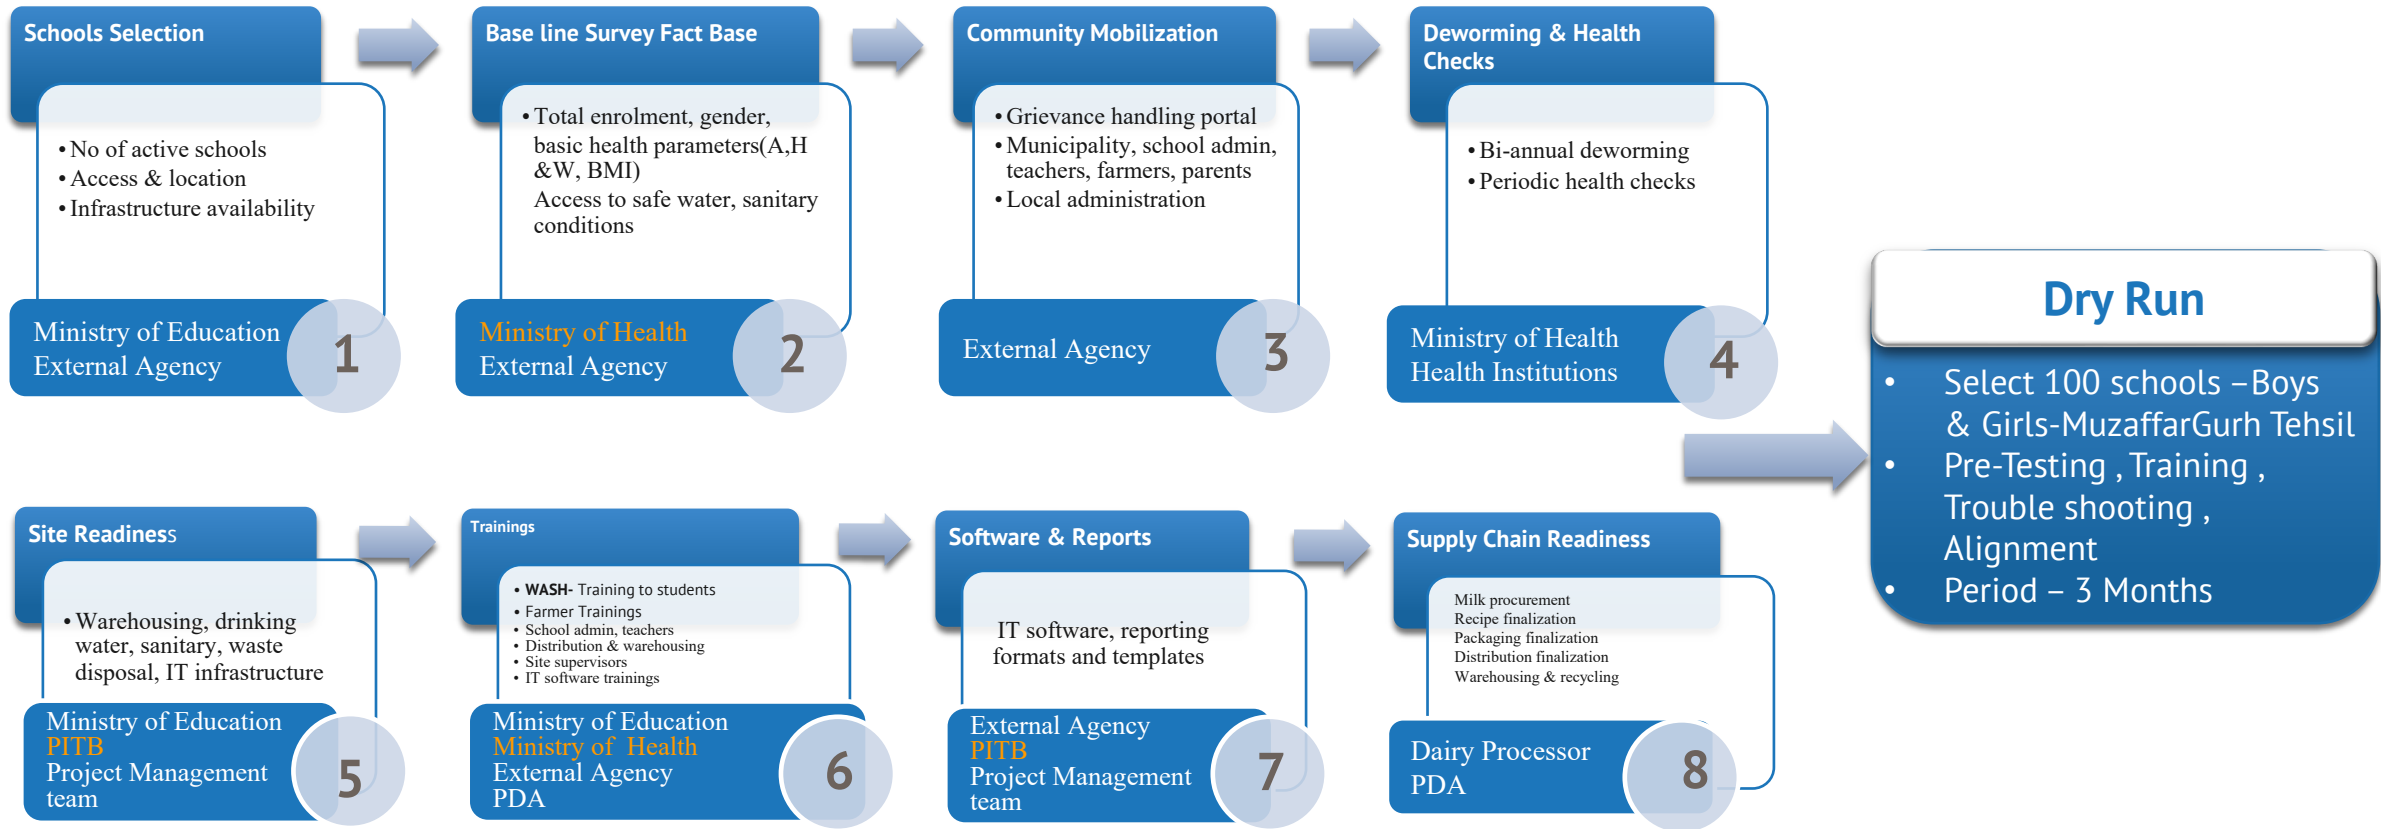 Schools Selection
• No of active schools
• Access & location
• Infrastructure availability
Ministry of Education
External Agency
1
Base line Survey Fact Base
• Total enrolment, gender,
basic health parameters(A,H
&W, BMI)
Access to safe water, sanitary
conditions
Ministry of Health
External Agency
2
Community Mobilization
• Grievance handling portal
• Municipality, school admin,
teachers, farmers, parents
• Local administration
External Agency
3
Deworming & Health
Checks
• Bi-annual deworming
• Periodic health checks
Ministry of Health
Health Institutions
4
Site Readiness
• Warehousing, drinking
water, sanitary, waste
disposal, IT infrastructure
Ministry of Education
PITB
Project Management
team
5
Trainings
• WASH- Training to students
• Farmer Trainings
• School admin, teachers
• Distribution & warehousing
• Site supervisors
• IT software trainings
Ministry of Education
Ministry of Health
External Agency
PDA
6
Software & Reports
IT software, reporting
formats and templates
External Agency
PITB
Project Management
team
7
Supply Chain Readiness
Milk procurement
Recipe finalization
Packaging finalization
Distribution finalization
Warehousing & recycling
Dairy Processor
PDA
8
Dry Run
• Select 100 schools –Boys
& Girls-MuzaffarGurh Tehsil
• Pre-Testing , Training ,
Trouble shooting ,
Alignment
• Period – 3 Months